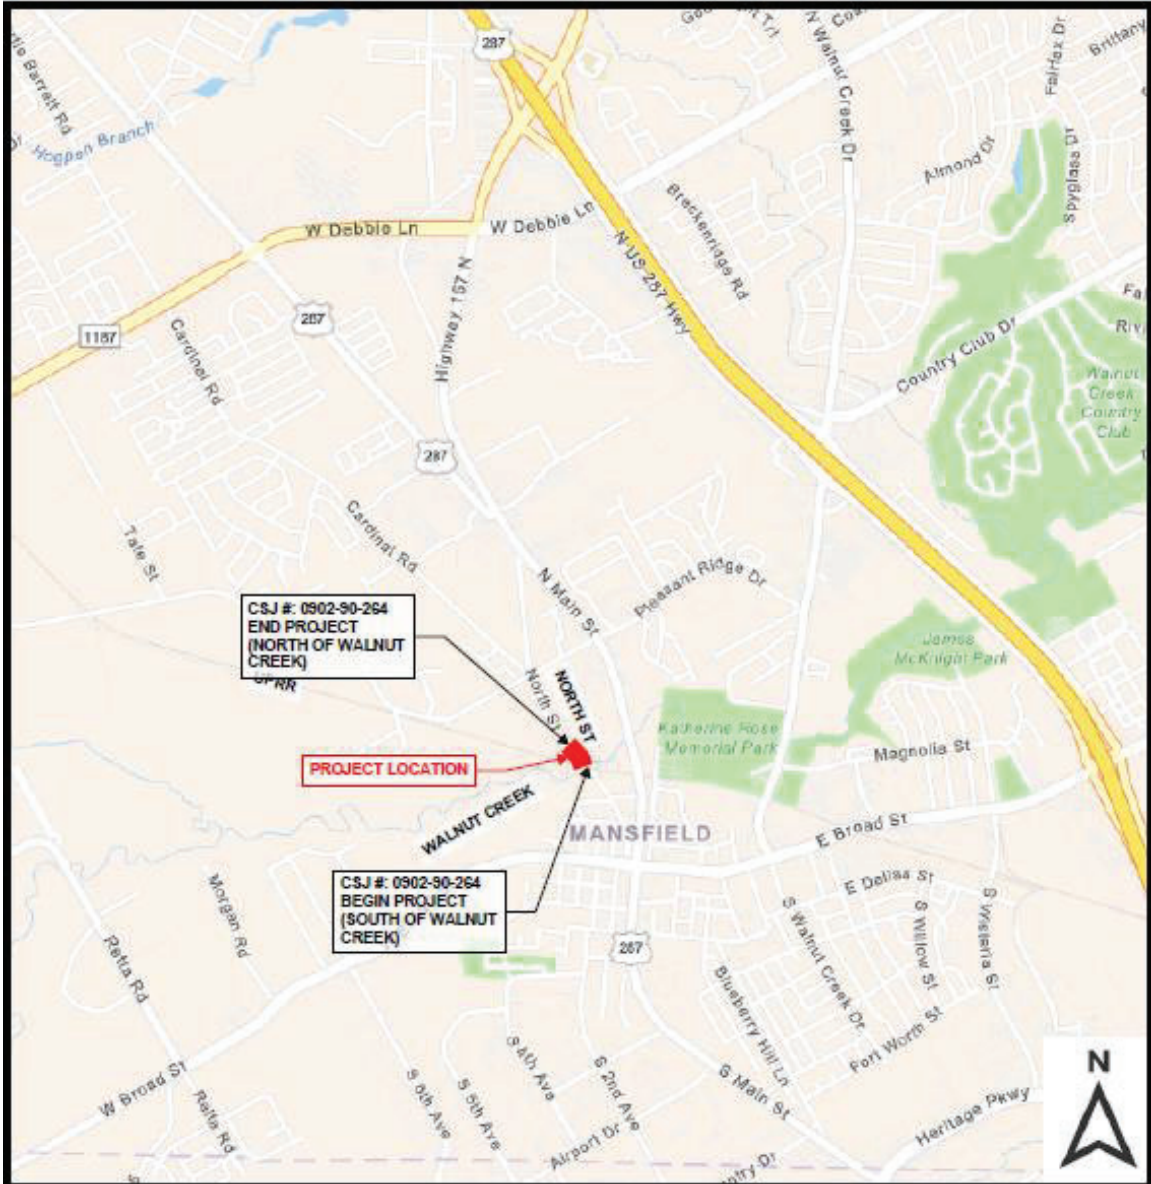 287
Fairfax Dr
N Walnut Creek Dr
Brittany
Hogpen Branch
Almond Dr
Spyglass Dr
Breckenridge Rd
W Debbie Ln
W Debbie Ln
N US-287 Hwy
Highway 157 N
287
1187
Cardinal Rd
Country Club Dr
Walnut
Creek
Country
Club
287
Cardinal Rd
Tate St
N Main St
Pleasant Ridge Dr
CSJ #: 0902-90-264
END PROJECT
(NORTH OF WALNUT
CREEK)
UPRR
James
McKnight Park
North St
NORTH ST
Katherine Rose
Memorial Park
Magnolia St
PROJECT LOCATION
WALNUT CREEK
MANSFIELD
E Broad St
CSJ #: 0902-90-264
BEGIN PROJECT
(SOUTH OF WALNUT
CREEK)
E Dallas St
Morgan Rd
S Willow St
S Wisteria St
S Walnut Creek Dr
287
Retta Rd
Blueberry Hill Ln
Fort Worth St
W Broad St
Retta Rd
S 6th Ave
S 5th Ave
S 4th Ave
S 2nd Ave
Airport Dr
S Main St
Heritage Pkwy
N